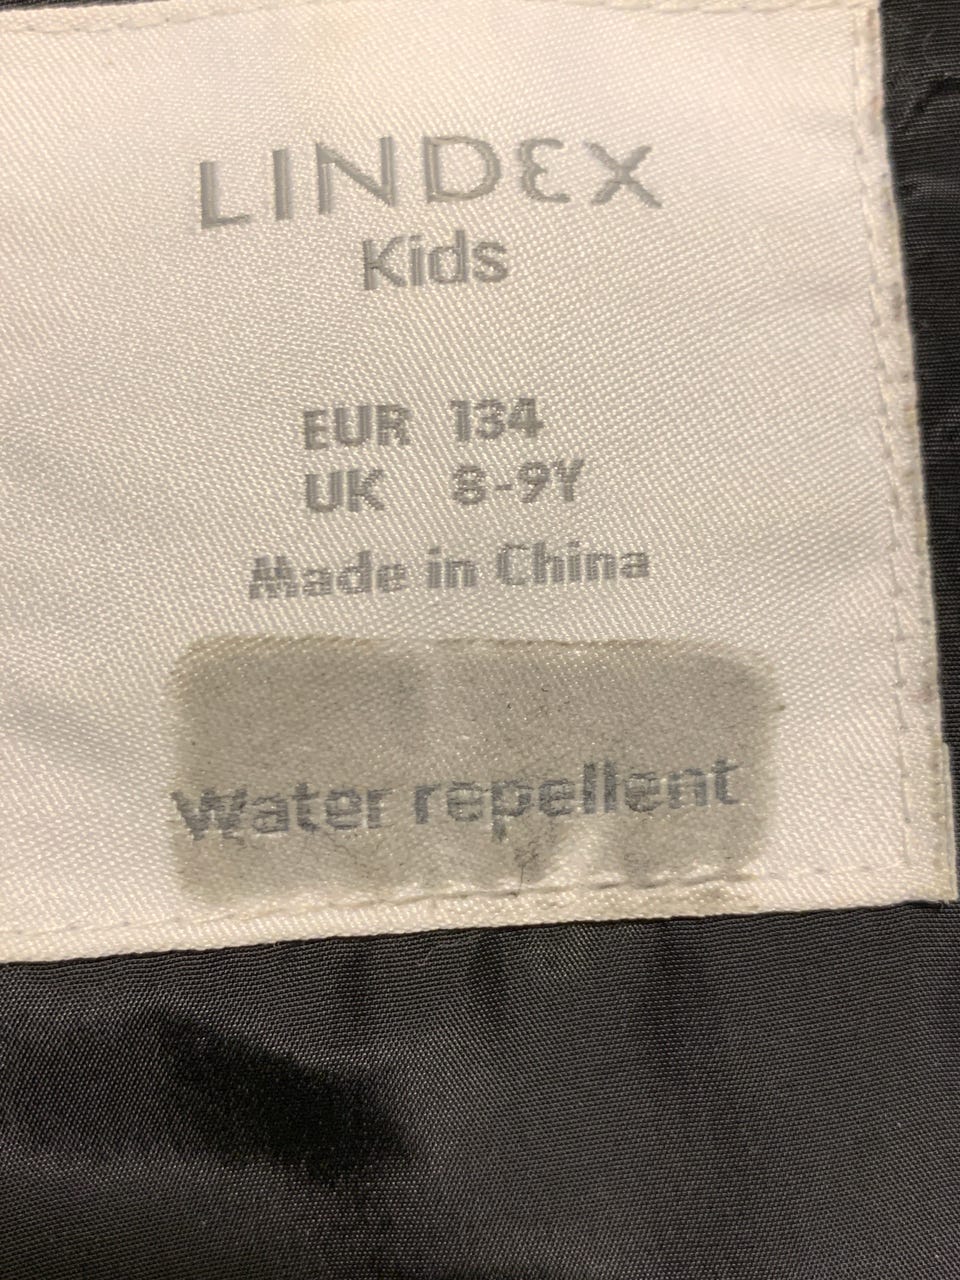 LINDEX
Kids
EUR 134
UK 8-9Y
Made in China
Water repellent